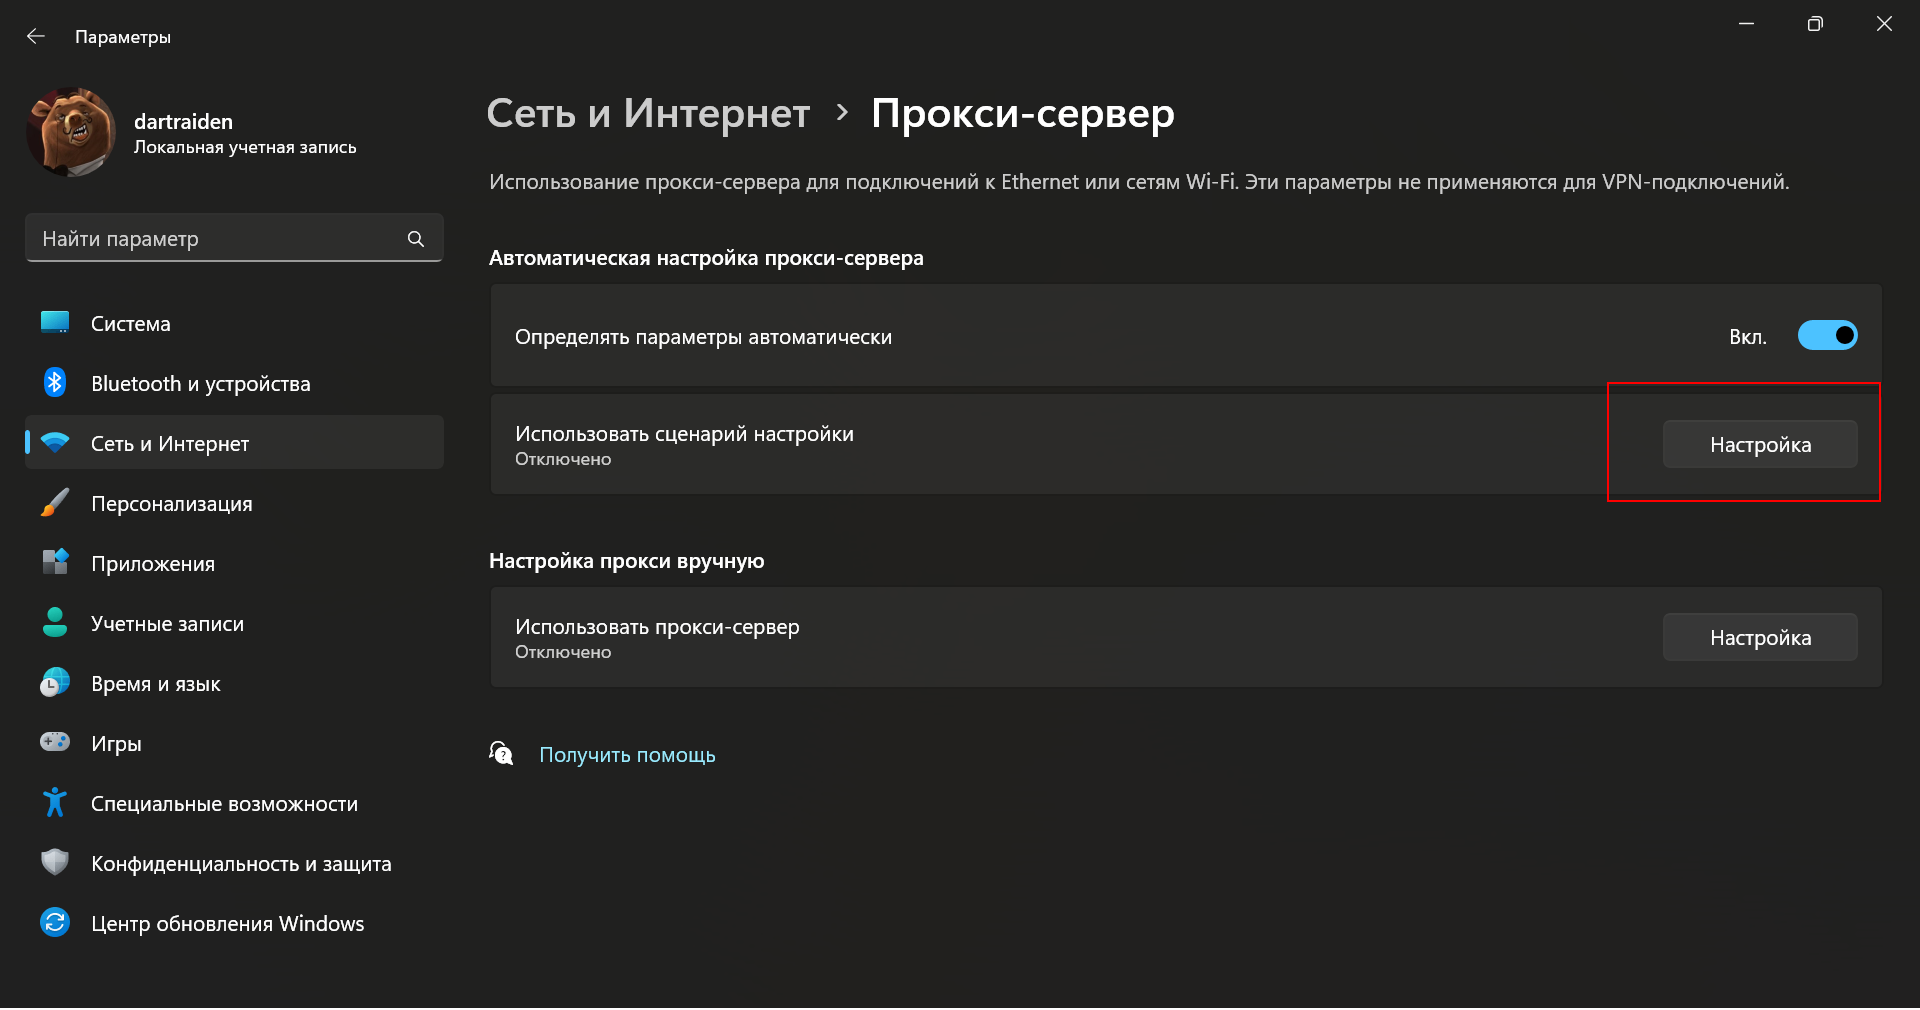 Параметры
dartraiden
Локальная учетная запись
Найти параметр
Система
Bluetooth и устройства
Сеть и Интернет
Персонализация
Приложения
Учетные записи
Время и язык
Игры
Специальные возможности
Конфиденциальность и защита
Центр обновления Windows
Сеть и Интернет › Прокси-сервер
Использование прокси-сервера для подключений к Ethernet или сетям Wi-Fi. Эти параметры не применяются для VPN-подключений.
Автоматическая настройка прокси-сервера
Определять параметры автоматически Вкл.
Использовать сценарий настройки
Отключено
Настройка
Настройка прокси вручную
Использовать прокси-сервер
Отключено
Настройка
Получить помощь